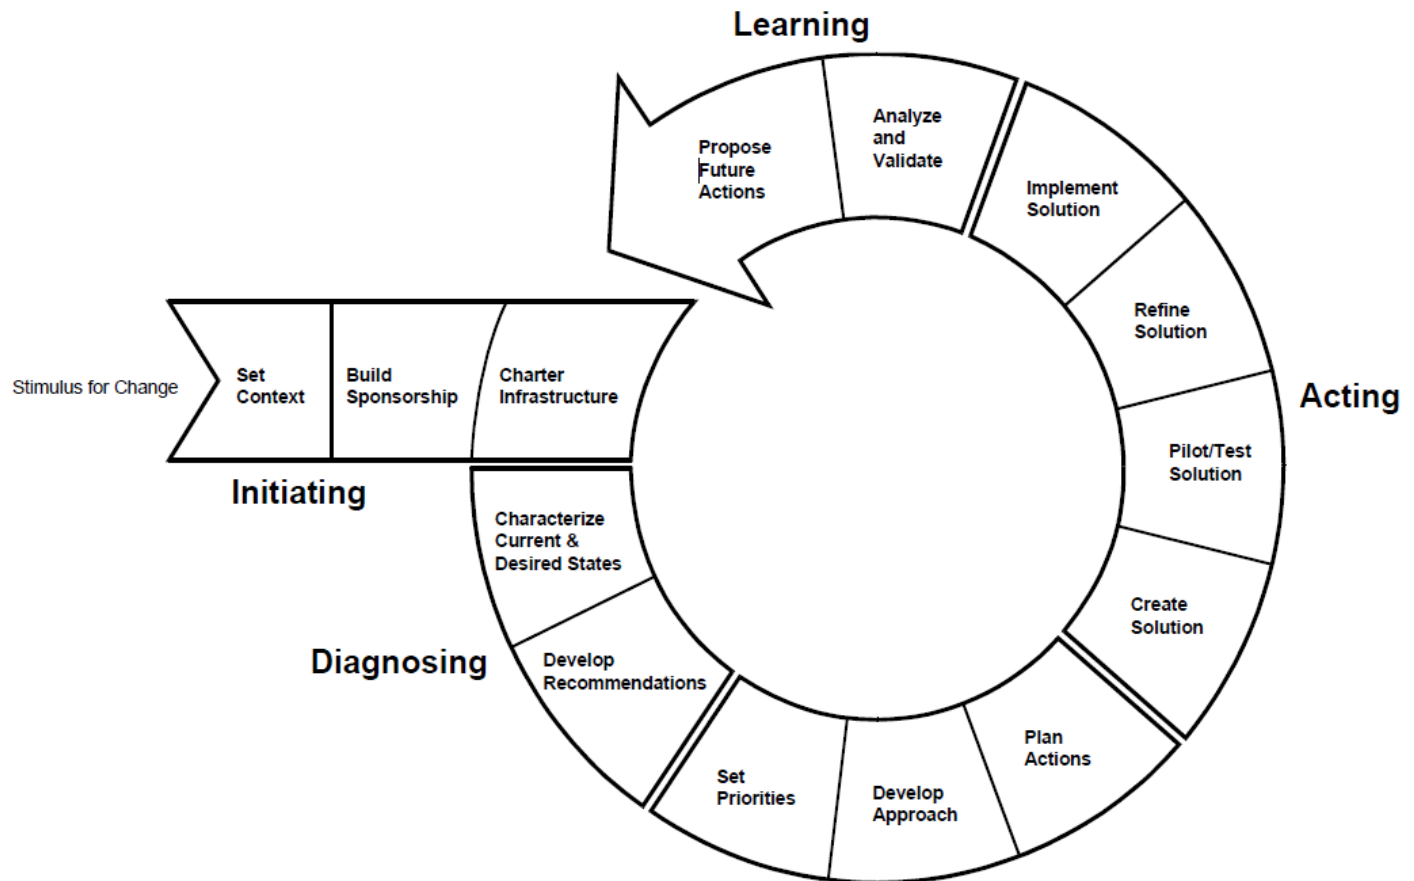 Learning
Propose
Future
Actions
Analyze
and
Validate
Implement
Solution
Refine
Solution
Acting
Pilot/Test
Solution
Create
Solution
Stimulus for Change
Set
Context
Build
Sponsorship
Charter
Infrastructure
Initiating
Characterize
Current &
Desired States
Diagnosing
Develop
Recommendations
Set
Priorities
Develop
Approach
Plan
Actions